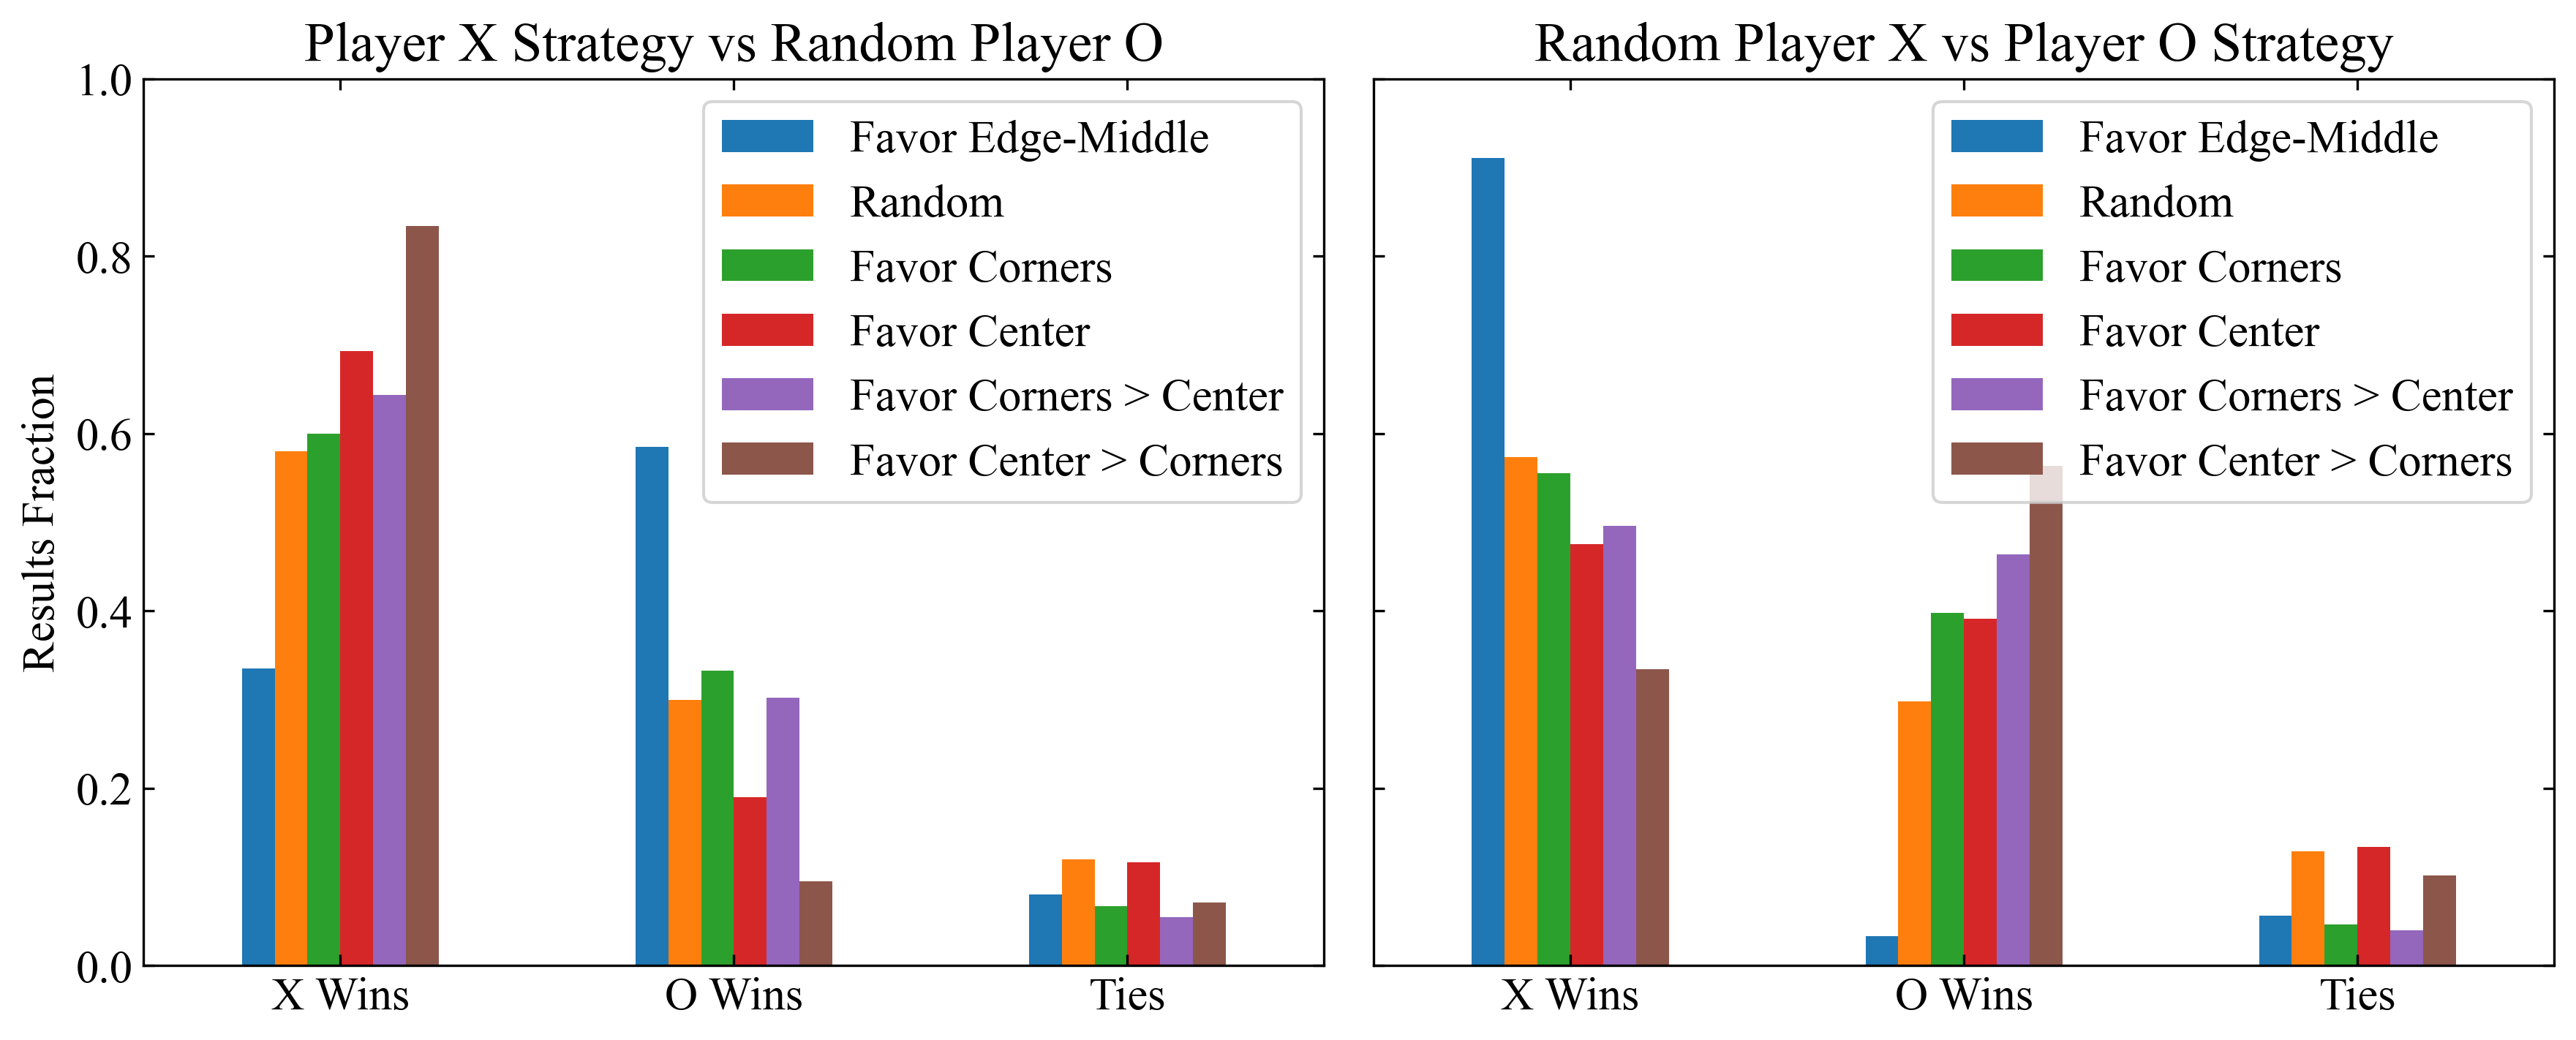 Player X Strategy vs Random Player O
Results Fraction
1.0
0.8
0.6
0.4
0.2
0.0
Favor Edge-Middle
Random
Favor Corners
Favor Center
Favor Corners > Center
Favor Center > Corners
X Wins
O Wins
Ties
Random Player X vs Player O Strategy
Favor Edge-Middle
Random
Favor Corners
Favor Center
Favor Corners > Center
Favor Center > Corners
X Wins
O Wins
Ties